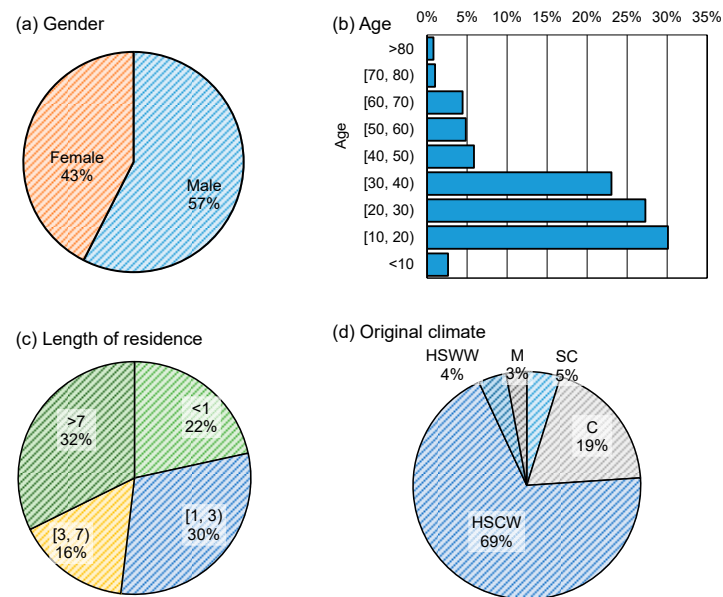 (a) Gender
Female
43%
Male
57%
(b) Age
0% 5% 10% 15% 20% 25% 30% 35%
Age
>80
[70, 80)
[60, 70)
[50, 60)
[40, 50)
[30, 40)
[20, 30)
[10, 20)
<10
(c) Length of residence
>7
32%
<1
22%
[3, 7)
16%
[1, 3)
30%
(d) Original climate
HSWW
4%
M
3%
SC
5%
C
19%
HSCW
69%